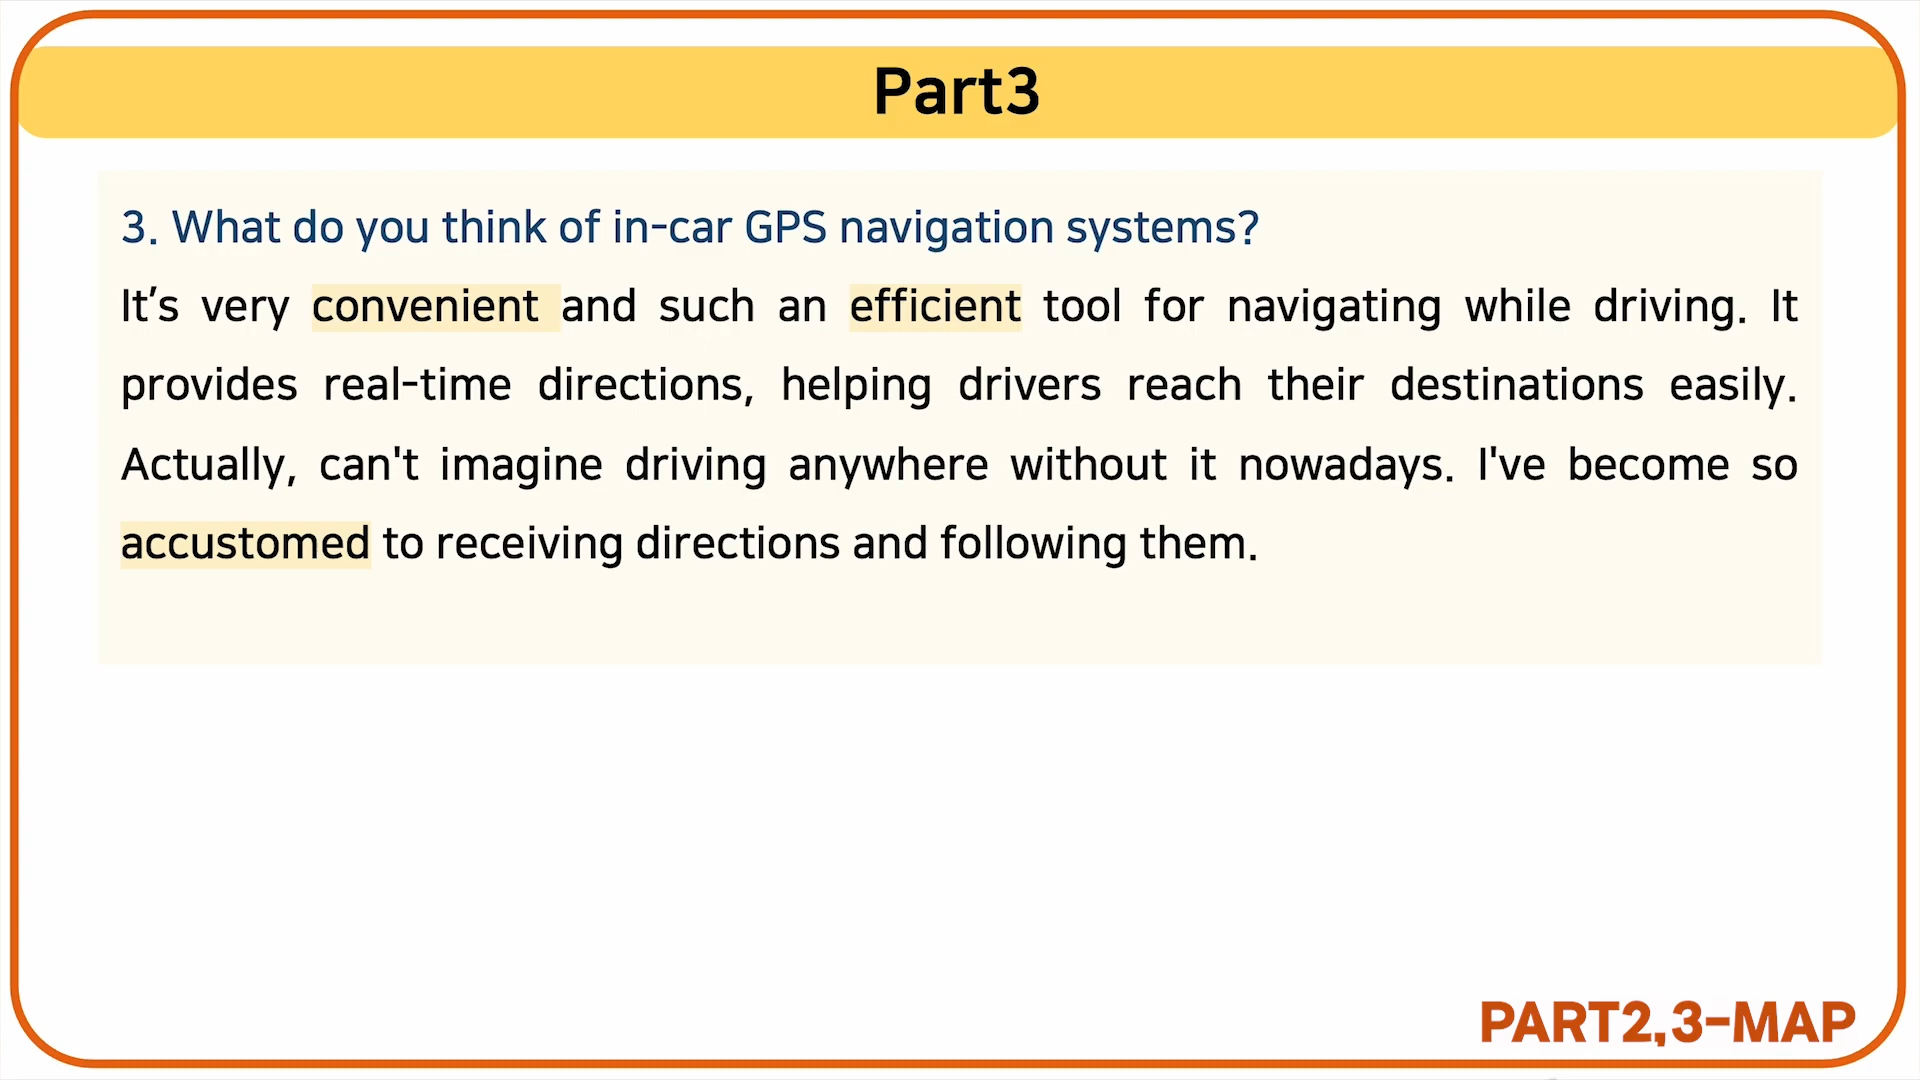 Part3
3. What do you think of in-car GPS navigation systems?
It’s very convenient and such an efficient tool for navigating while driving. It
provides real-time directions, helping drivers reach their destinations easily.
Actually, can't imagine driving anywhere without it nowadays. I've become so
accustomed to receiving directions and following them.
PART2,3-MAP